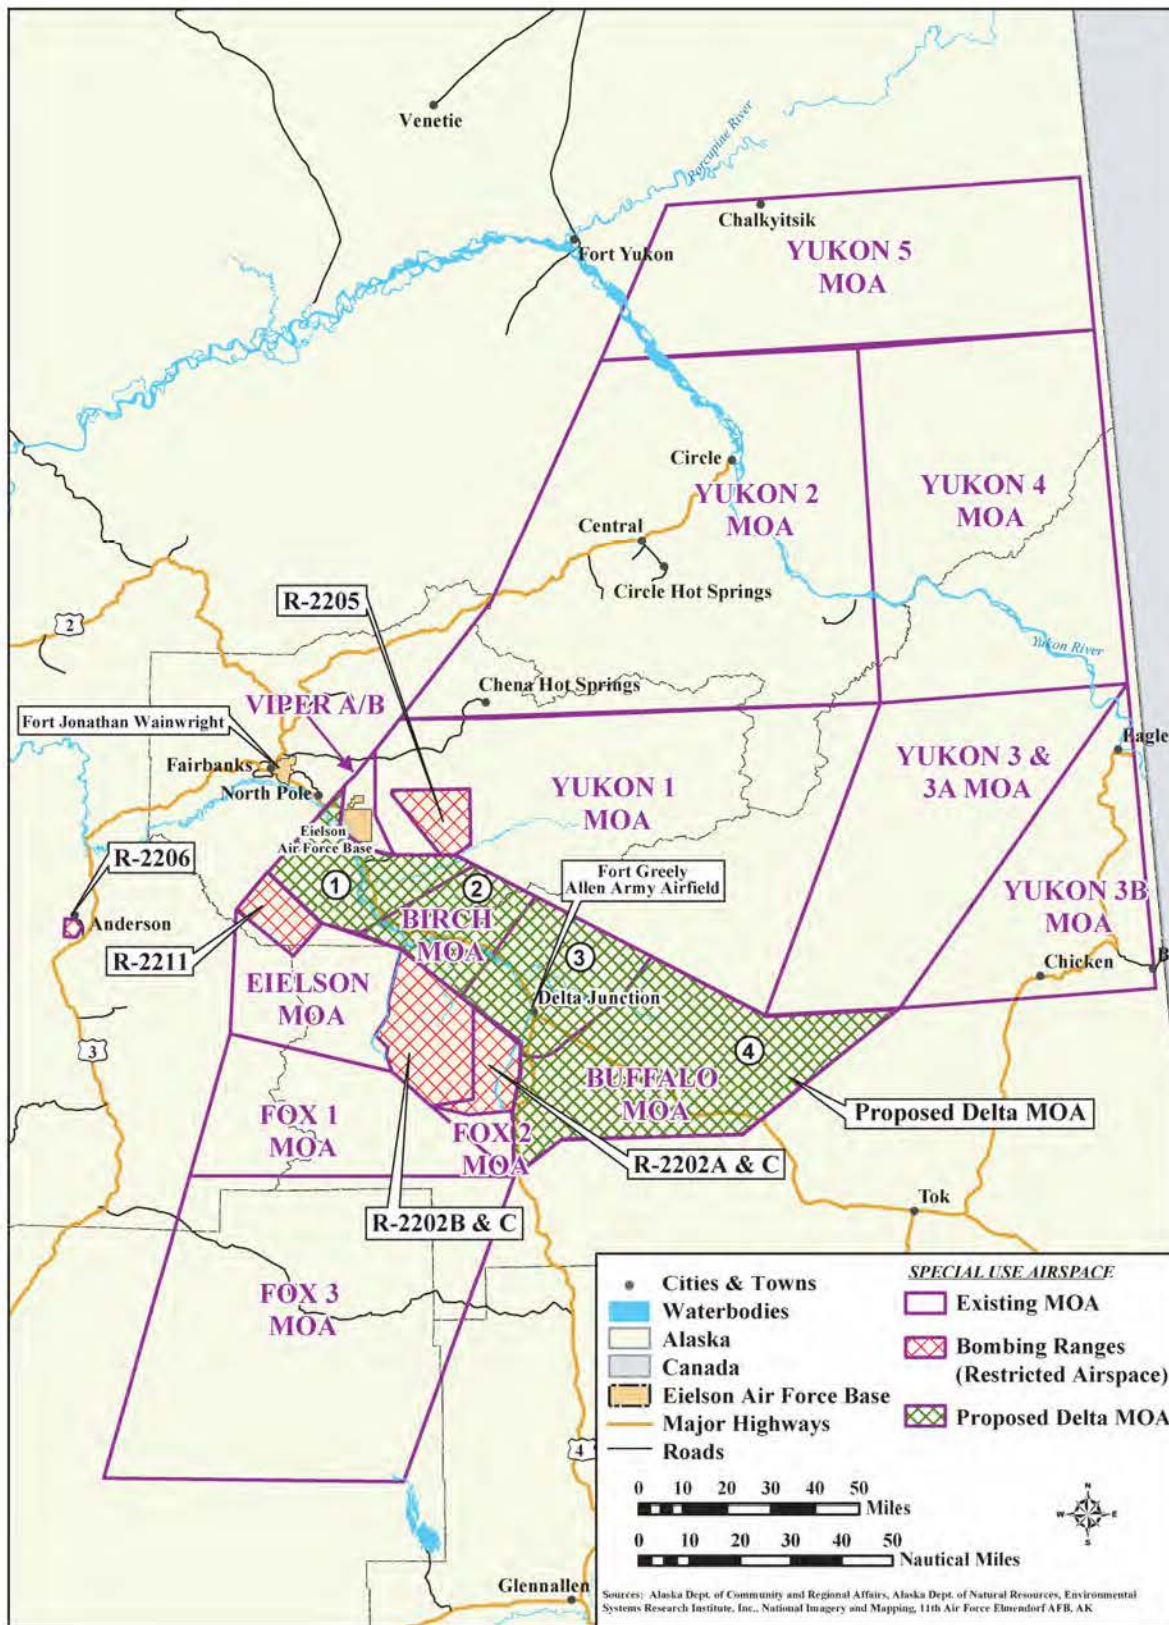 Venetie
Porcupine River
Chalkyitsik
Fort Yukon
YUKON 5
MOA
Circle
YUKON 2
MOA
YUKON 4
MOA
Central
Circle Hot Springs
R-2205
2
Yukon River
Chena Hot Springs
VIPER A/B
Fort Jonathan Wainwright
Eagle
Fairbanks
YUKON 3 &
3A MOA
YUKON 1
MOA
North Pole
Eielson
Air Force Base
R-2206
Fort Greely
Allen Army Airfield
1
2
YUKON 3B
MOA
BIRCH
MOA
Anderson
3
B
R-2211
Chicken
EIELSON
MOA
Delta Junction
3
4
BUFFALO
MOA
Proposed Delta MOA
FOX 1
MOA
FOX 2
MOA
R-2202A & C
Tok
R-2202B & C
FOX 3
MOA
4
Glennallen
Cities & Towns
Waterbodies
Alaska
Canada
Eielson Air Force Base
Major Highways
Roads
SPECIAL USE AIRSPACE
Existing MOA
Bombing Ranges
(Restricted Airspace)
Proposed Delta MOA
0 10 20 30 40 50
Miles
0 10 20 30 40 50
Nautical Miles
N
W E
S
Sources: Alaska Dept. of Community and Regional Affairs, Alaska Dept. of Natural Resources, Environmental
Systems Research Institute, Inc., National Imagery and Mapping, 11th Air Force Elmendorf AFB, AK